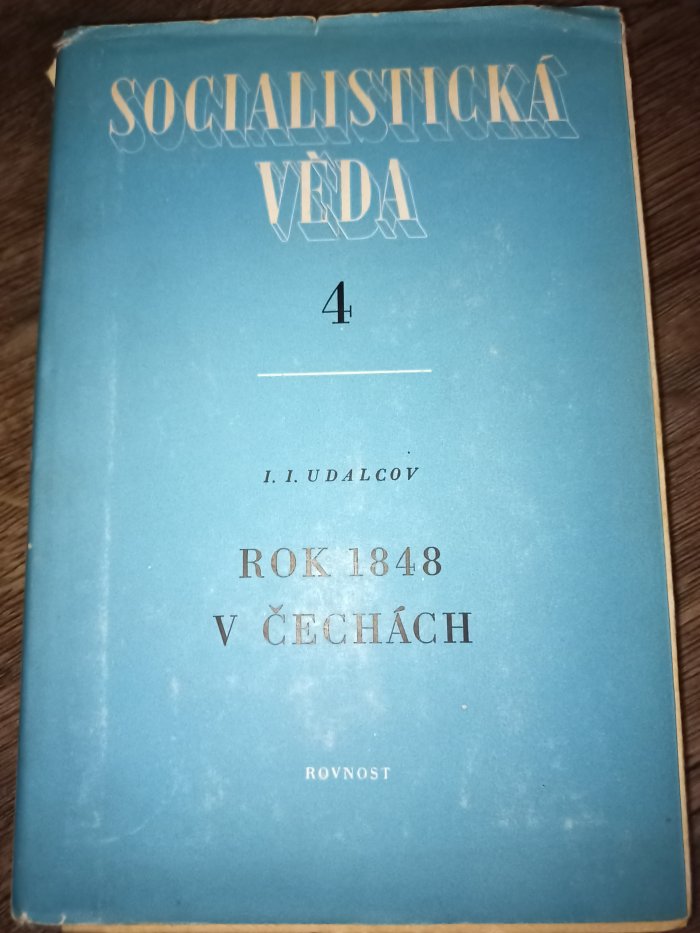 SOCIALISTICKÁ
VĚDA
4
I. I. UDALCOV
ROK 1848
V ČECHÁCH
ROVNOST